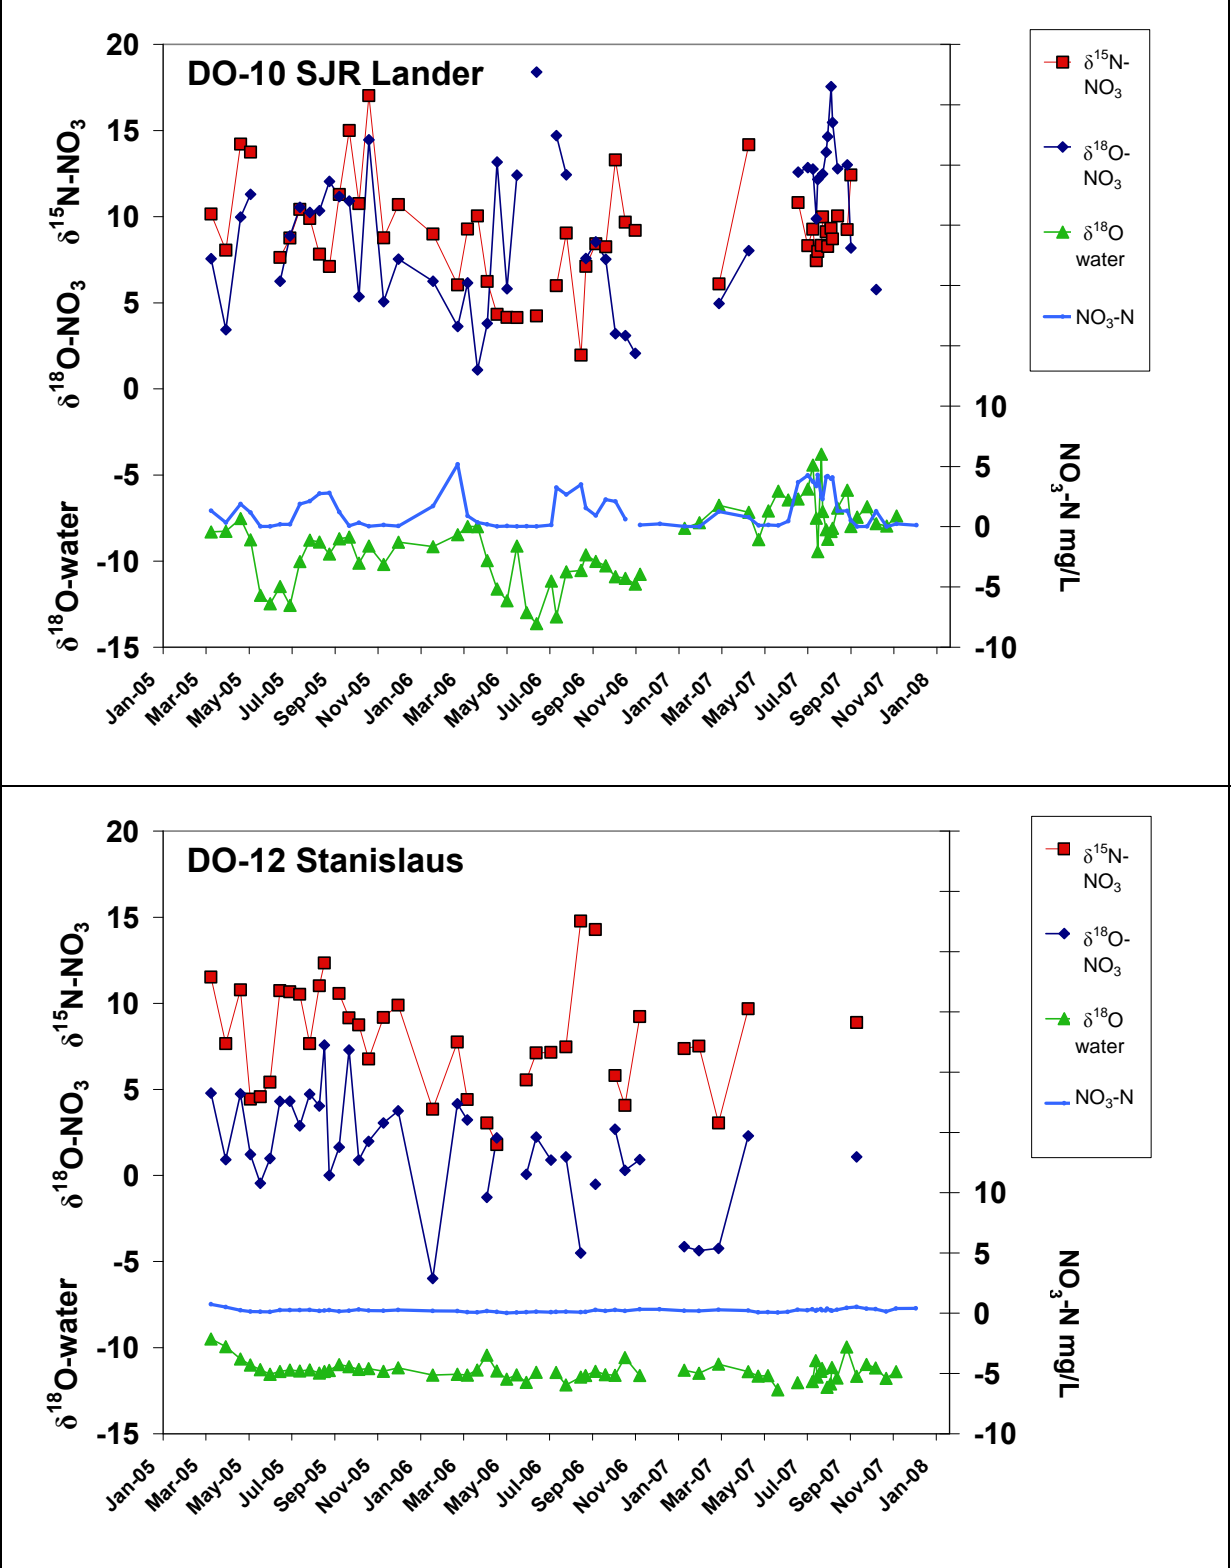 DO-10 SJR Lander
20
15
10
5
0
-5
-10
-15
δ¹⁵N-NO₃
δ¹⁸O-NO₃
δ¹⁸O-water
10
5
0
-5
-10
NO₃-N mg/L
Jan-05
Mar-05
May-05
Jul-05
Sep-05
Nov-05
Jan-06
Mar-06
May-06
Jul-06
Sep-06
Nov-06
Jan-07
Mar-07
May-07
Jul-07
Sep-07
Nov-07
Jan-08
δ¹⁵N-
NO₃
δ¹⁸O-
NO₃
δ¹⁸O
water
NO₃-N
DO-12 Stanislaus
20
15
10
5
0
-5
-10
-15
δ¹⁵N-NO₃
δ¹⁸O-NO₃
δ¹⁸O-water
10
5
0
-5
-10
NO₃-N mg/L
Jan-05
Mar-05
May-05
Jul-05
Sep-05
Nov-05
Jan-06
Mar-06
May-06
Jul-06
Sep-06
Nov-06
Jan-07
Mar-07
May-07
Jul-07
Sep-07
Nov-07
Jan-08
δ¹⁵N-
NO₃
δ¹⁸O-
NO₃
δ¹⁸O
water
NO₃-N